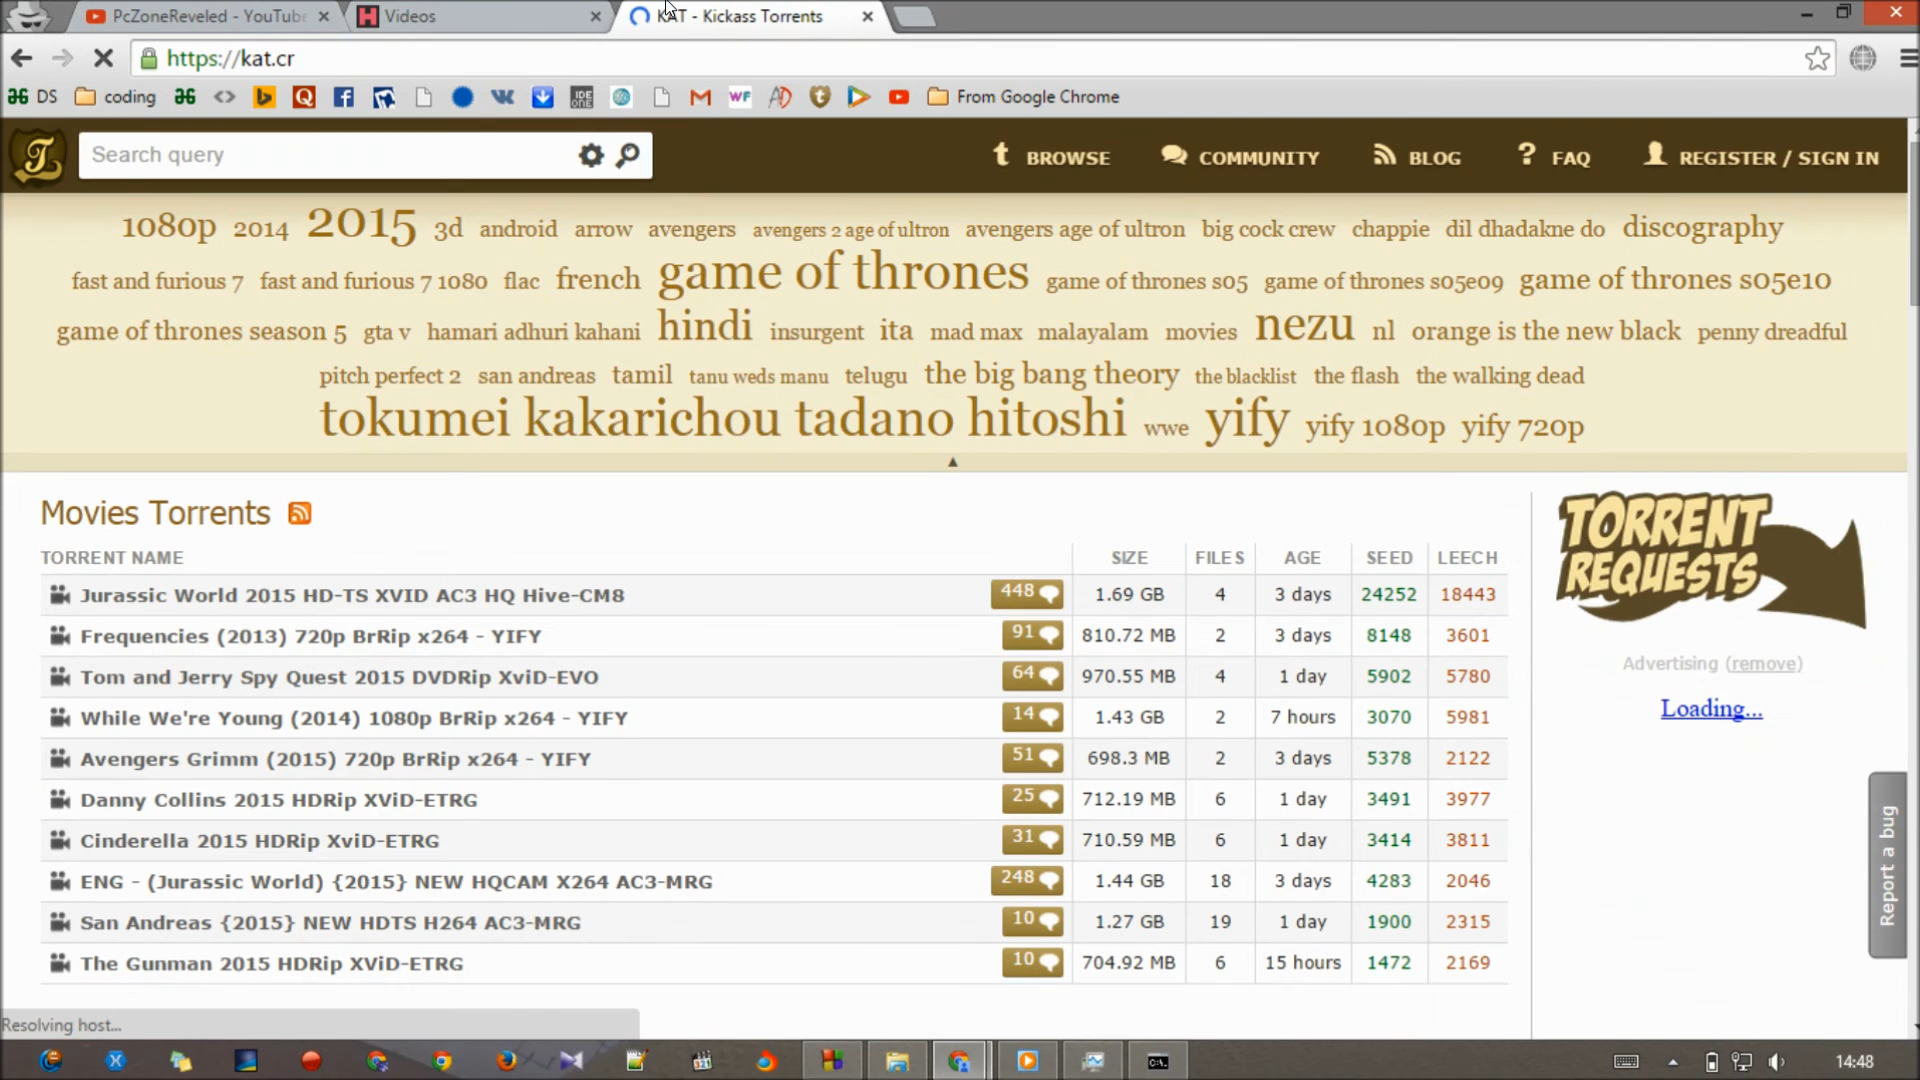 PcZoneReveled - YouTube
Videos
KAT - Kickass Torrents
https://kat.cr
DS
coding
From Google Chrome
Search query
BROWSE
COMMUNITY
BLOG
FAQ
REGISTER / SIGN IN
1080p 2014 2015 3d android arrow avengers avengers 2 age of ultron avengers age of ultron big cock crew chappie dil dhadakne do discography
fast and furious 7 fast and furious 7 1080 flac french game of thrones game of thrones s05 game of thrones s05e09 game of thrones s05e10
game of thrones season 5 gta v hamari adhuri kahani hindi insurgent ita mad max malayalam movies nezu nl orange is the new black penny dreadful
pitch perfect 2 san andreas tamil tanu weds manu telugu the big bang theory the blacklist the flash the walking dead
tokumei kakarichou tadano hitoshi wwe yify yify 1080p yify 720p
Movies Torrents
TORRENT NAME SIZE FILES AGE SEED LEECH
Jurassic World 2015 HD-TS XVID AC3 HQ Hive-CM8 448 1.69 GB 4 3 days 24252 18443
Frequencies (2013) 720p BrRip x264 - YIFY 91 810.72 MB 2 3 days 8148 3601
Tom and Jerry Spy Quest 2015 DVDRip XviD-EVO 64 970.55 MB 4 1 day 5902 5780
While We're Young (2014) 1080p BrRip x264 - YIFY 14 1.43 GB 2 7 hours 3070 5981
Avengers Grimm (2015) 720p BrRip x264 - YIFY 51 698.3 MB 2 3 days 5378 2122
Danny Collins 2015 HDRip XViD-ETRG 25 712.19 MB 6 1 day 3491 3977
Cinderella 2015 HDRip XviD-ETRG 31 710.59 MB 6 1 day 3414 3811
ENG - (Jurassic World) {2015} NEW HQCAM X264 AC3-MRG 248 1.44 GB 18 3 days 4283 2046
San Andreas {2015} NEW HDTS H264 AC3-MRG 10 1.27 GB 19 1 day 1900 2315
The Gunman 2015 HDRip XViD-ETRG 10 704.92 MB 6 15 hours 1472 2169
TORRENT
REQUESTS
Advertising (remove)
Loading...
Report a bug
Resolving host...
14:48